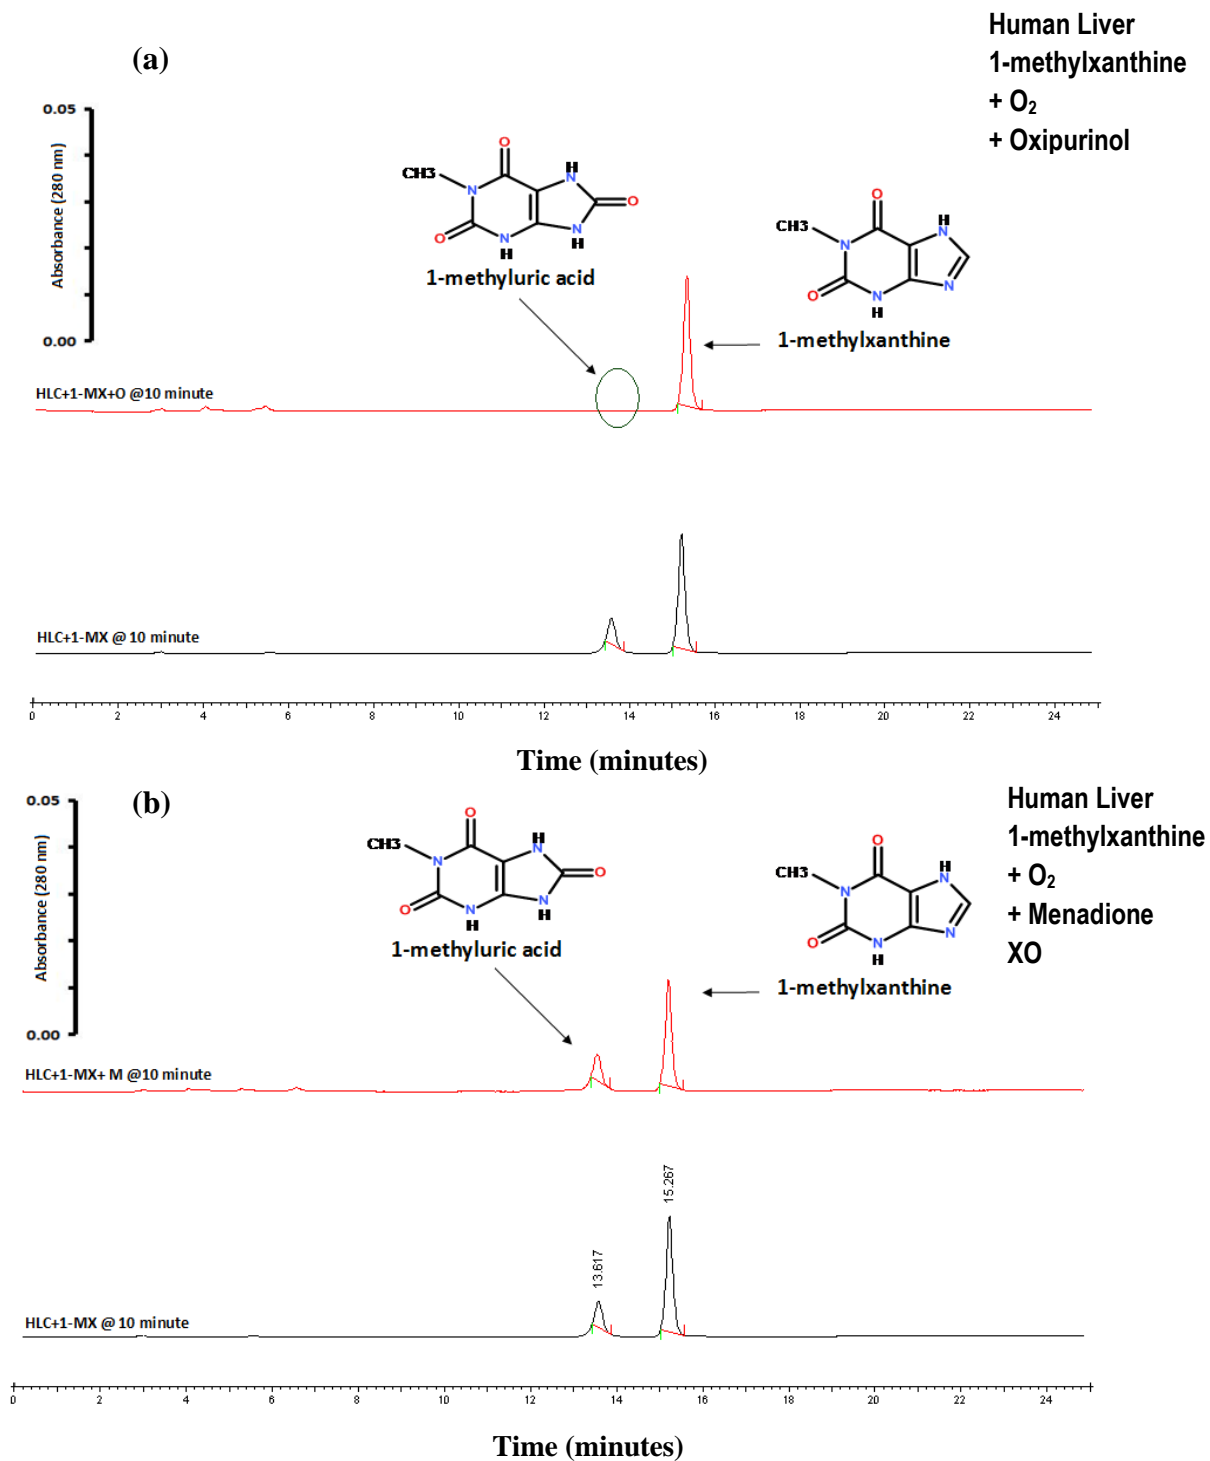 (a)
Human Liver
1-methylxanthine
+ O₂
+ Oxipurinol
0.05
Absorbance (280 nm)
0.00
O
CH3
N
H
N
O
O
N
H
N
H
1-methyluric acid
O
CH3
N
H
N
O
N
H
N
1-methylxanthine
HLC+1-MX+O @10 minute
HLC+1-MX @ 10 minute
0 2 4 6 8 10 12 14 16 18 20 22 24
Time (minutes)
(b)
Human Liver
1-methylxanthine
+ O₂
+ Menadione
XO
0.05
Absorbance (280 nm)
0.00
O
CH3
N
H
N
O
O
N
H
N
H
1-methyluric acid
O
CH3
N
H
N
O
N
H
N
1-methylxanthine
HLC+1-MX+ M @10 minute
13.617
15.267
HLC+1-MX @ 10 minute
0 2 4 6 8 10 12 14 16 18 20 22 24
Time (minutes)